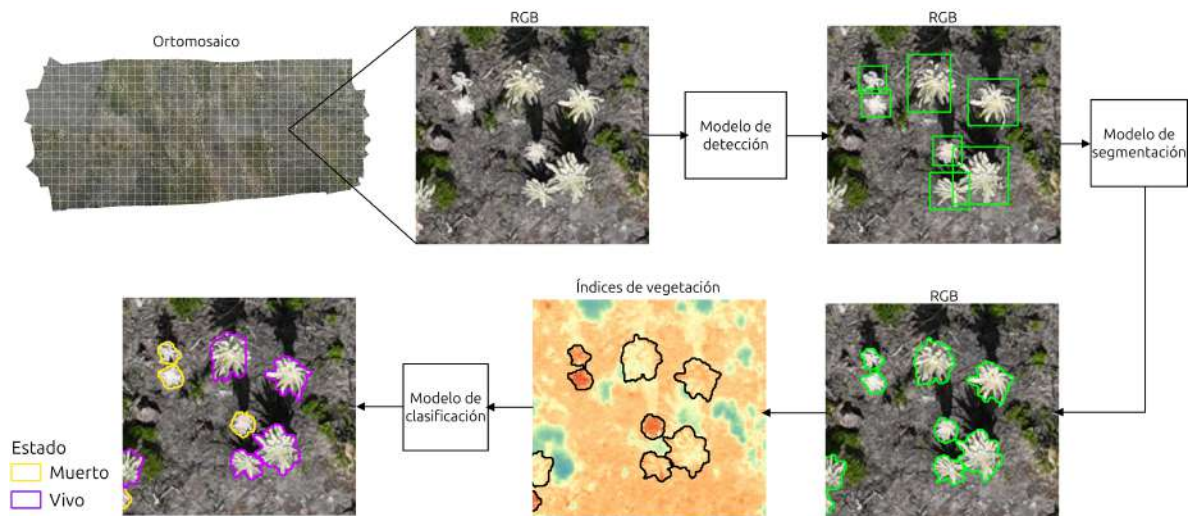 Ortomosaico
RGB
RGB
Modelo de
detección
Modelo de
segmentación
RGB
Índices de vegetación
Modelo de
clasificación
Estado
Muerto
Vivo